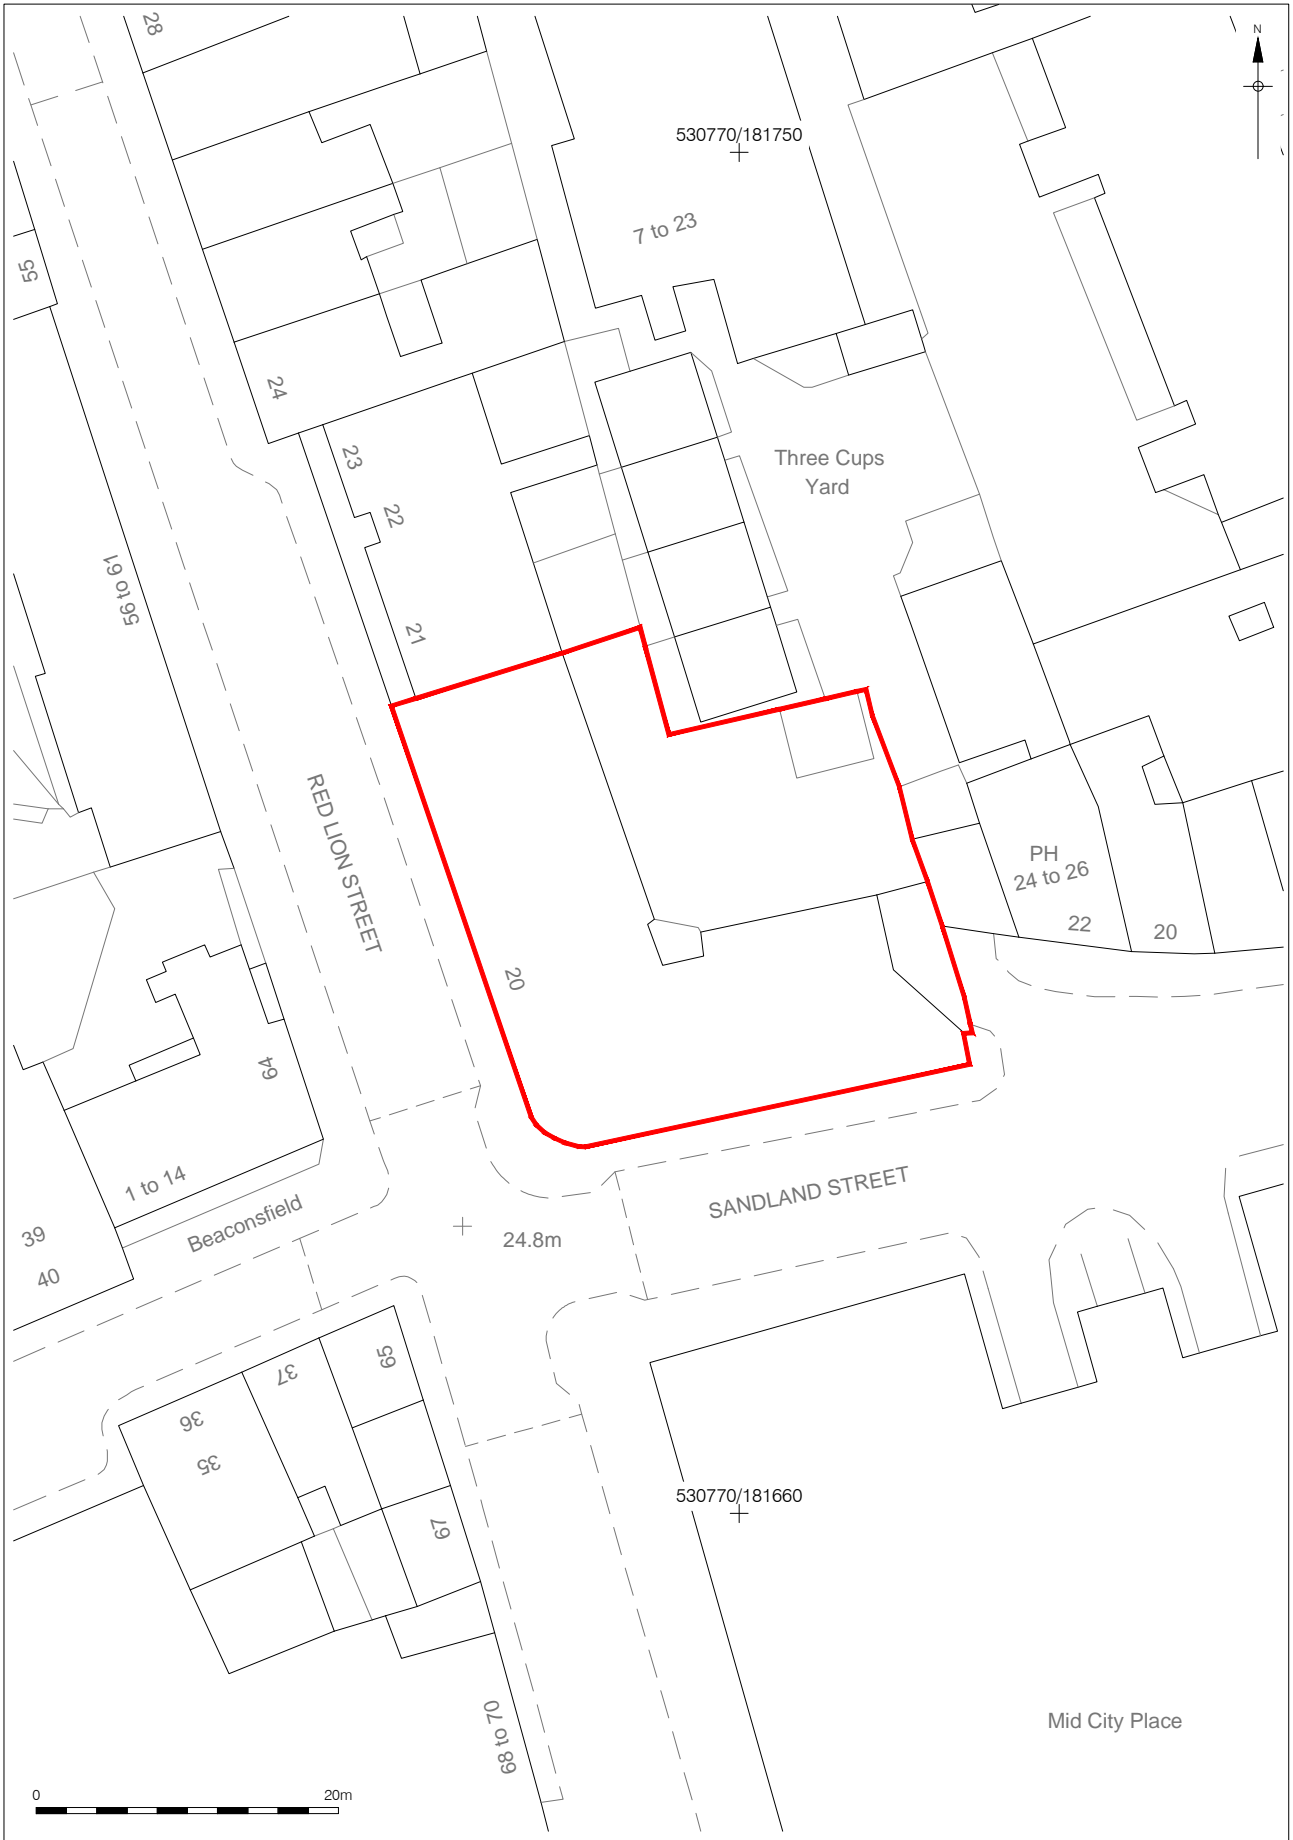 28
N
530770/181750
7 to 23
55
24
23
Three Cups
Yard
22
56 to 61
21
RED LION STREET
PH
24 to 26
22
20
20
64
1 to 14
Beaconsfield
SANDLAND STREET
39
40
24.8m
65
37
36
35
67
530770/181660
68 to 70
Mid City Place
0 20m